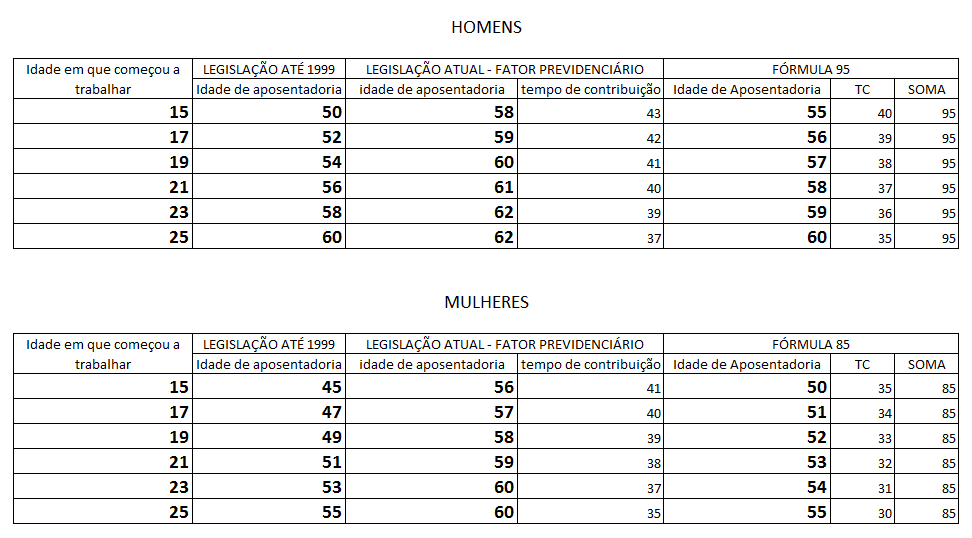 HOMENS
Idade em que começou a trabalhar LEGISLAÇÃO ATÉ 1999 LEGISLAÇÃO ATUAL - FATOR PREVIDENCIÁRIO FÓRMULA 95
Idade de aposentadoria idade de aposentadoria tempo de contribuição Idade de Aposentadoria TC SOMA
15 50 58 43 55 40 95
17 52 59 42 56 39 95
19 54 60 41 57 38 95
21 56 61 40 58 37 95
23 58 62 39 59 36 95
25 60 62 37 60 35 95
MULHERES
Idade em que começou a trabalhar LEGISLAÇÃO ATÉ 1999 LEGISLAÇÃO ATUAL - FATOR PREVIDENCIÁRIO FÓRMULA 85
Idade de aposentadoria idade de aposentadoria tempo de contribuição Idade de Aposentadoria TC SOMA
15 45 56 41 50 35 85
17 47 57 40 51 34 85
19 49 58 39 52 33 85
21 51 59 38 53 32 85
23 53 60 37 54 31 85
25 55 60 35 55 30 85